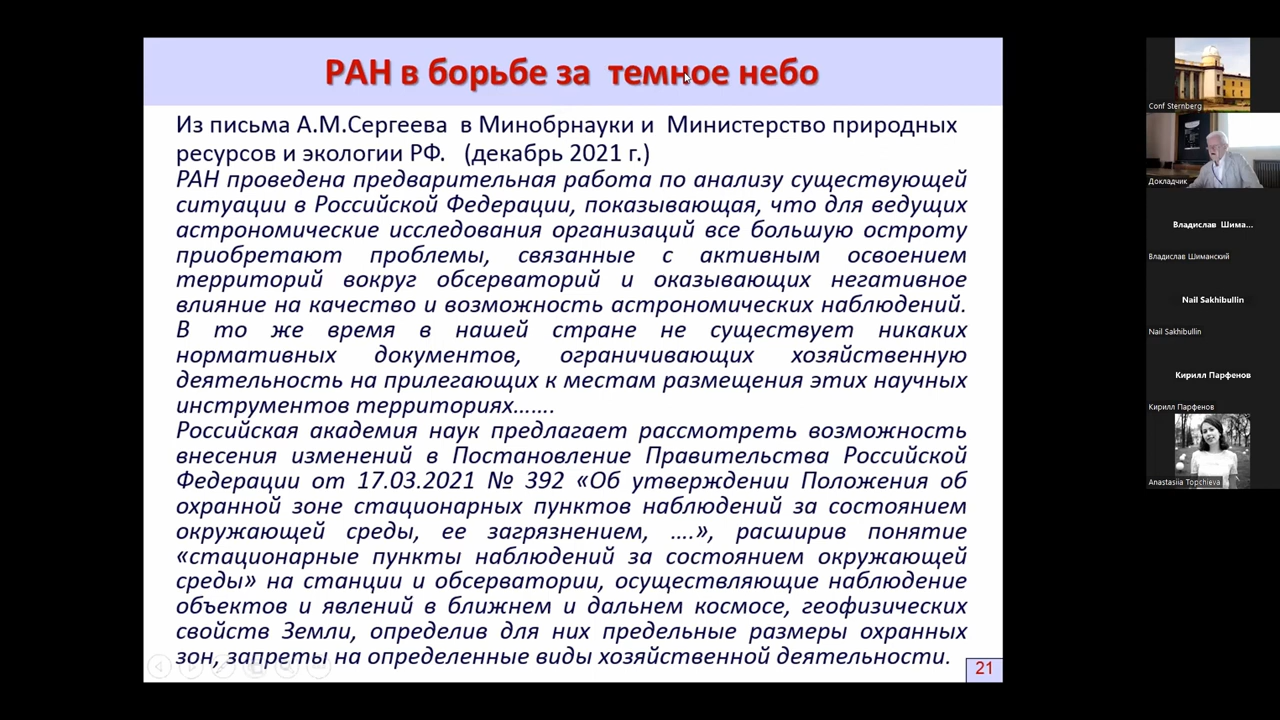 РАН в борьбе за темное небо
Из письма А.М.Сергеева в Минобрнауки и Министерство природных
ресурсов и экологии РФ. (декабрь 2021 г.)
РАН проведена предварительная работа по анализу существующей
ситуации в Российской Федерации, показывающая, что для ведущих
астрономические исследования организаций все большую остроту
приобретают проблемы, связанные с активным освоением
территорий вокруг обсерваторий и оказывающих негативное
влияние на качество и возможность астрономических наблюдений.
В то же время в нашей стране не существует никаких
нормативных документов, ограничивающих хозяйственную
деятельность на прилегающих к местам размещения этих научных
инструментов территориях…….
Российская академия наук предлагает рассмотреть возможность
внесения изменений в Постановление Правительства Российской
Федерации от 17.03.2021 № 392 «Об утверждении Положения об
охранной зоне стационарных пунктов наблюдений за состоянием
окружающей среды, ее загрязнением, ….», расширив понятие
«стационарные пункты наблюдений за состоянием окружающей
среды» на станции и обсерватории, осуществляющие наблюдение
объектов и явлений в ближнем и дальнем космосе, геофизических
свойств Земли, определив для них предельные размеры охранных
зон, запреты на определенные виды хозяйственной деятельности.
21
Conf Sternberg
Докладчик
Владислав Шима...
Владислав Шиманский
Nail Sakhibullin
Nail Sakhibullin
Кирилл Парфенов
Кирилл Парфенов
Anastasiia Topchieva